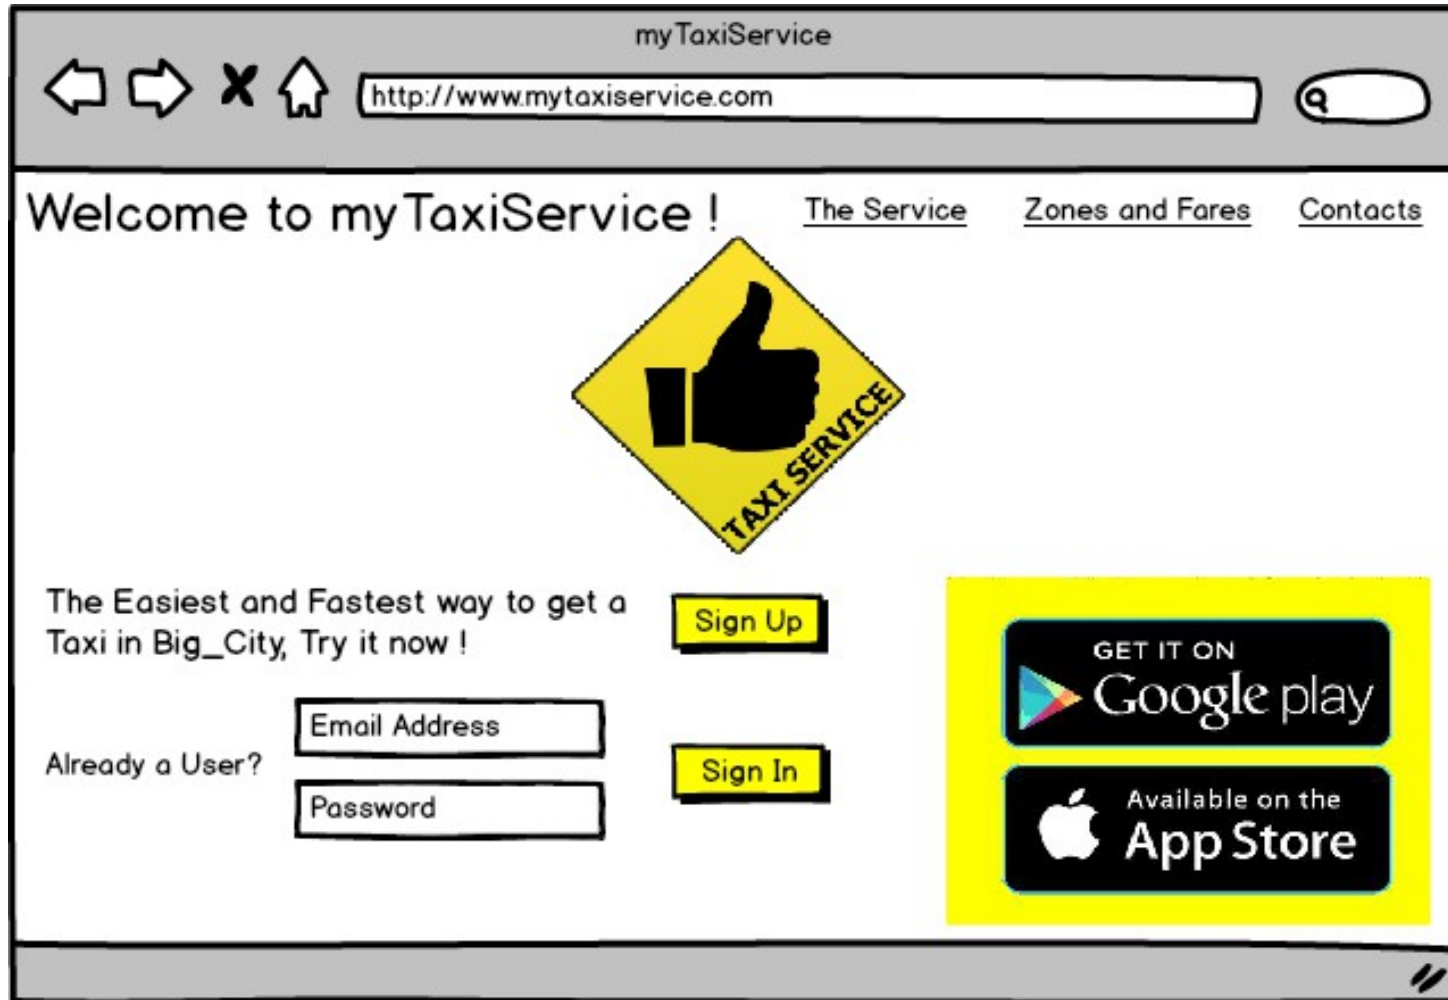 myTaxiService
http://www.mytaxiservice.com
Welcome to myTaxiService !
The Service
Zones and Fares
Contacts
TAXI SERVICE
The Easiest and Fastest way to get a
Taxi in Big_City, Try it now !
Sign Up
Already a User?
Email Address
Password
Sign In
GET IT ON
Google play
Available on the
App Store